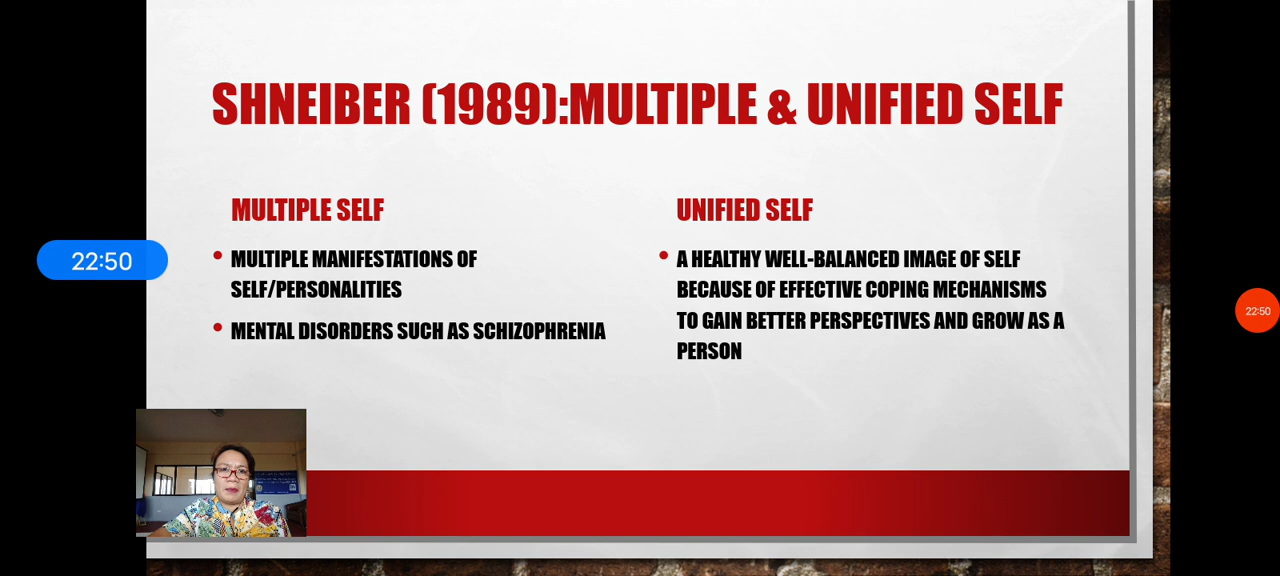 SHNEIBER (1989):MULTIPLE & UNIFIED SELF
MULTIPLE SELF
MULTIPLE MANIFESTATIONS OF
SELF/PERSONALITIES
MENTAL DISORDERS SUCH AS SCHIZOPHRENIA
UNIFIED SELF
A HEALTHY WELL-BALANCED IMAGE OF SELF
BECAUSE OF EFFECTIVE COPING MECHANISMS
TO GAIN BETTER PERSPECTIVES AND GROW AS A
PERSON
22:50
22:50